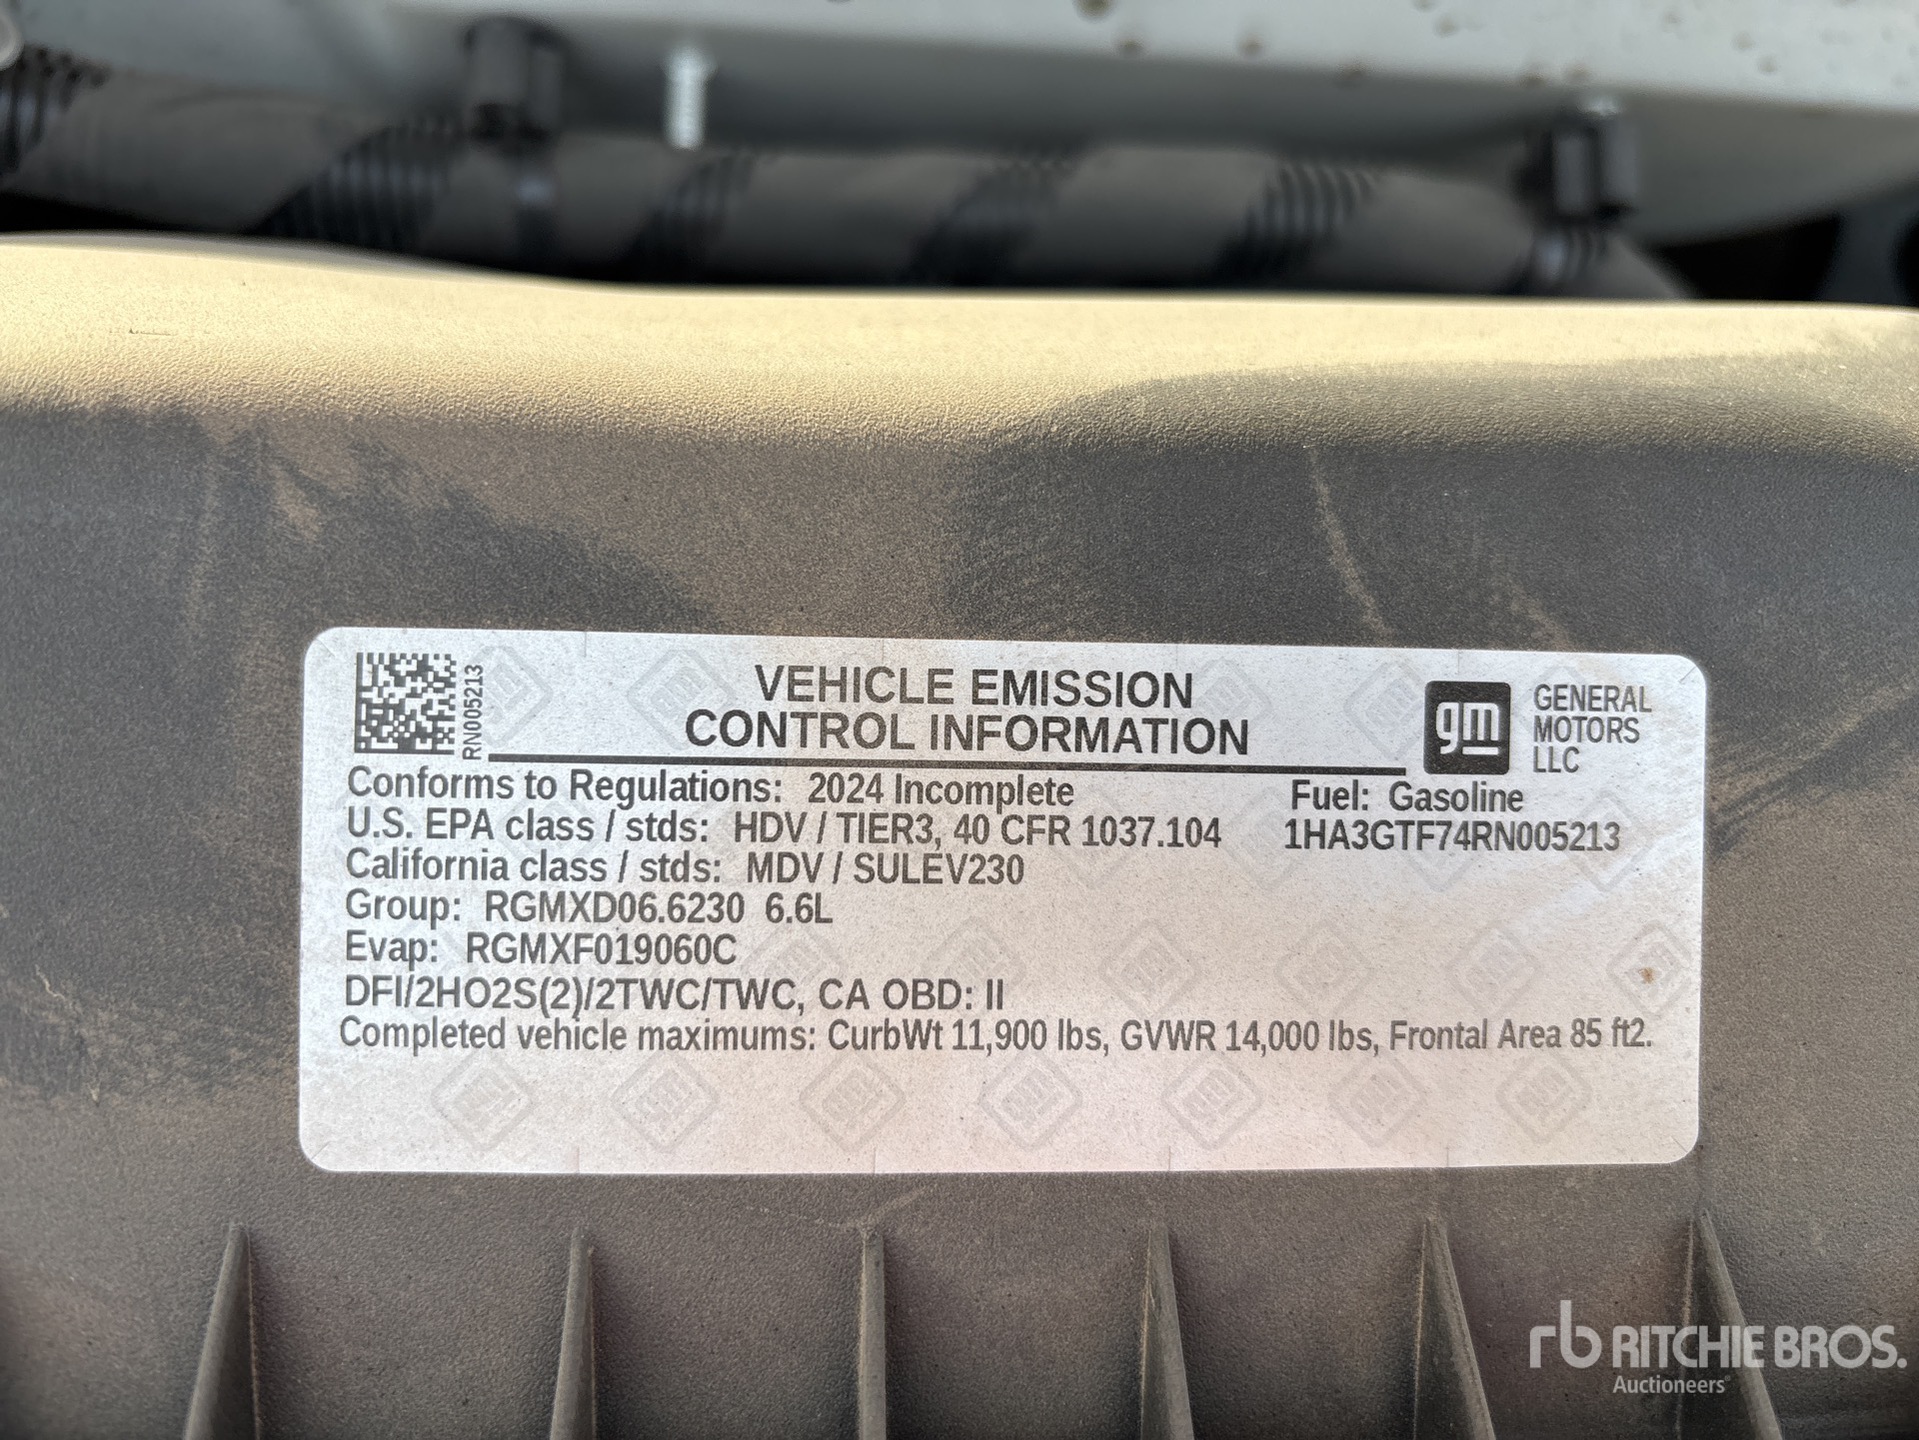 RN005213
VEHICLE EMISSION
CONTROL INFORMATION
gm
GENERAL
MOTORS
LLC
Conforms to Regulations: 2024 Incomplete Fuel: Gasoline
U.S. EPA class / stds: HDV / TIER3, 40 CFR 1037.104 1HA3GTF74RN005213
California class / stds: MDV / SULEV230
Group: RGMXD06.6230 6.6L
Evap: RGMXF019060C
DFI/2HO2S(2)/2TWC/TWC, CA OBD: II
Completed vehicle maximums: CurbWt 11,900 lbs, GVWR 14,000 lbs, Frontal Area 85 ft2.
rb RITCHIE BROS.
Auctioneers